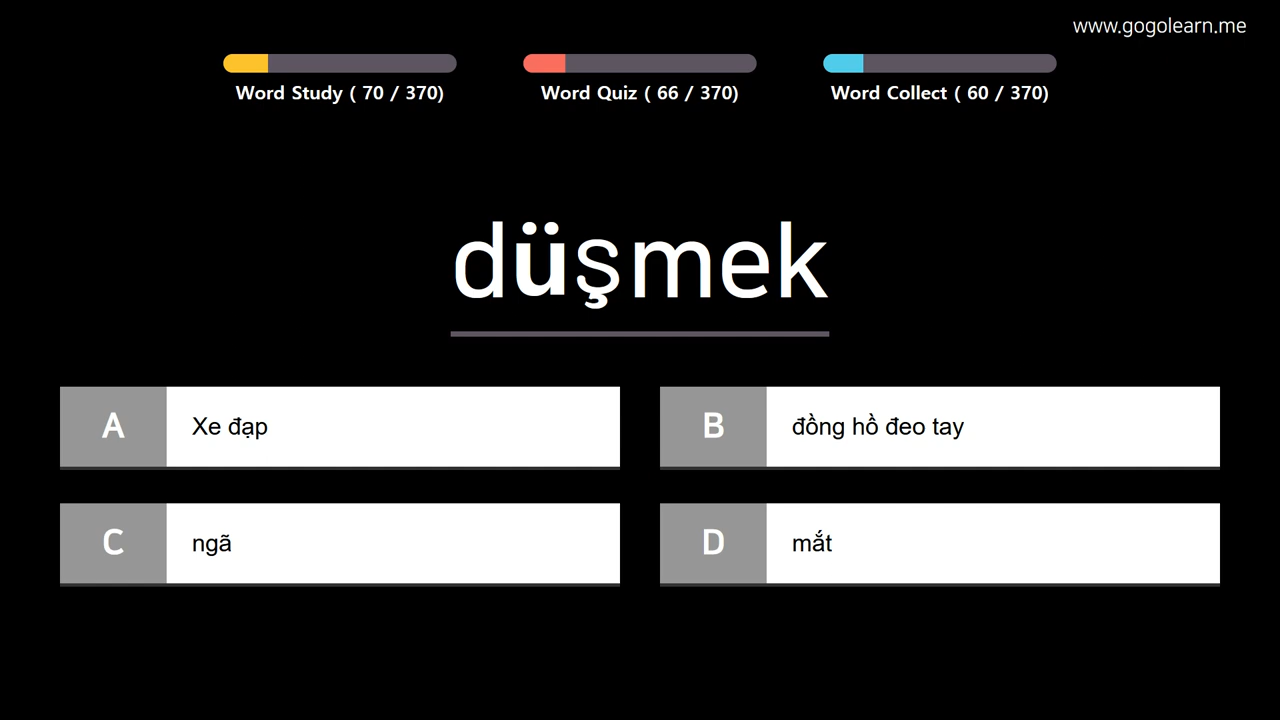 www.gogolearn.me
Word Study ( 70 / 370)
Word Quiz ( 66 / 370)
Word Collect ( 60 / 370)
düşmek
A
Xe đạp
B
đồng hồ đeo tay
C
ngã
D
mắt